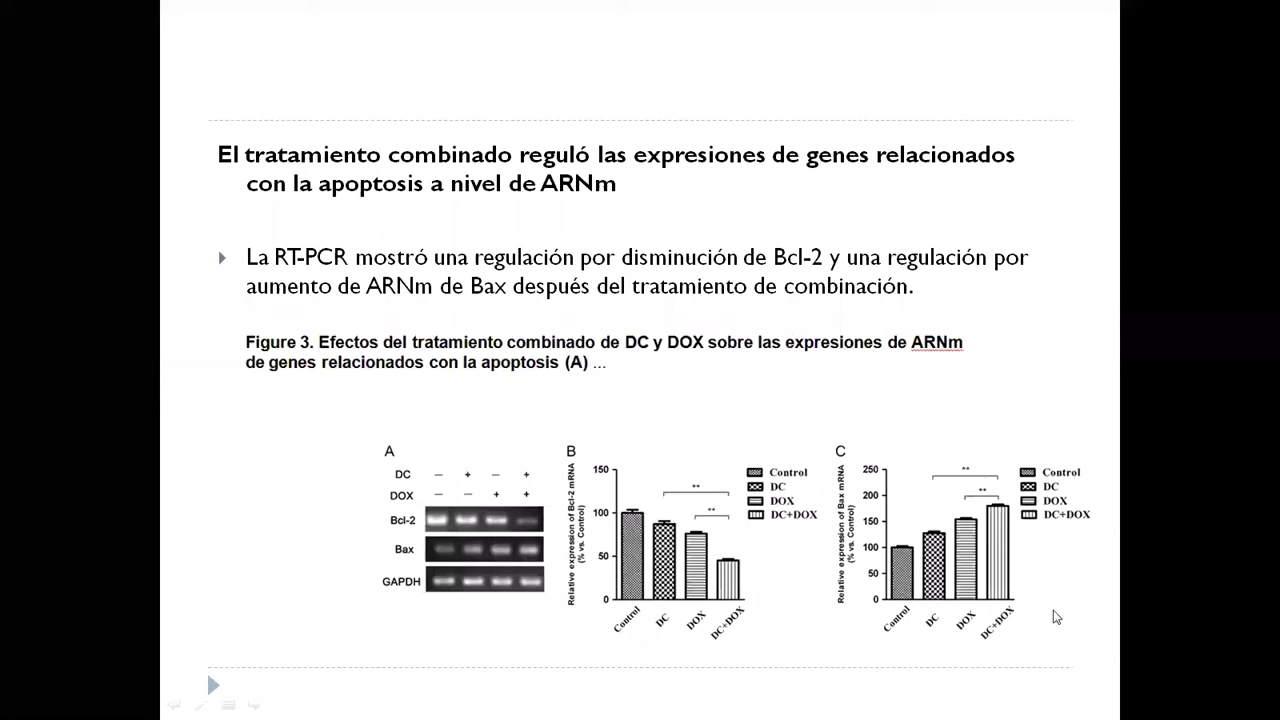 El tratamiento combinado reguló las expresiones de genes relacionados
con la apoptosis a nivel de ARNm
La RT-PCR mostró una regulación por disminución de Bcl-2 y una regulación por
aumento de ARNm de Bax después del tratamiento de combinación.
Figure 3. Efectos del tratamiento combinado de DC y DOX sobre las expresiones de ARNm
de genes relacionados con la apoptosis (A) ...
A
DC — + — +
DOX — — + +
Bcl-2
Bax
GAPDH
B
Relative expression of Bcl-2 mRNA
(% vs. Control)
150
100
50
0
**
**
Control
DC
DOX
DC+DOX
Control
DC
DOX
DC+DOX
C
Relative expression of Bax mRNA
(% vs. Control)
250
200
150
100
50
0
**
**
Control
DC
DOX
DC+DOX
Control
DC
DOX
DC+DOX